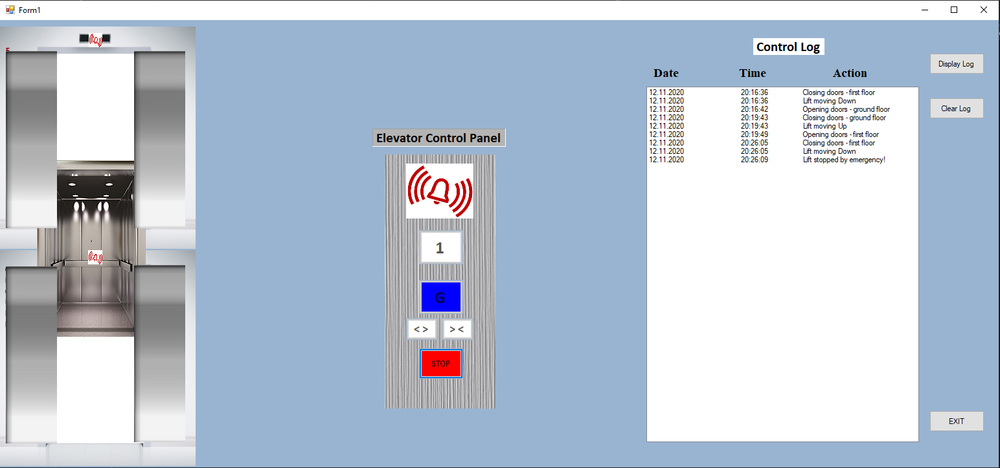 Form1
Control Log
Display Log
Date Time Action
12.11.2020 20:16:36 Closing doors - first floor
12.11.2020 20:16:36 Lift moving Down
12.11.2020 20:16:42 Opening doors - ground floor
12.11.2020 20:19:43 Closing doors - ground floor
12.11.2020 20:19:43 Lift moving Up
12.11.2020 20:19:49 Opening doors - first floor
12.11.2020 20:26:05 Closing doors - first floor
12.11.2020 20:26:05 Lift moving Down
12.11.2020 20:26:09 Lift stopped by emergency!
Clear Log
Elevator Control Panel
1
G
< > > <
STOP
EXIT